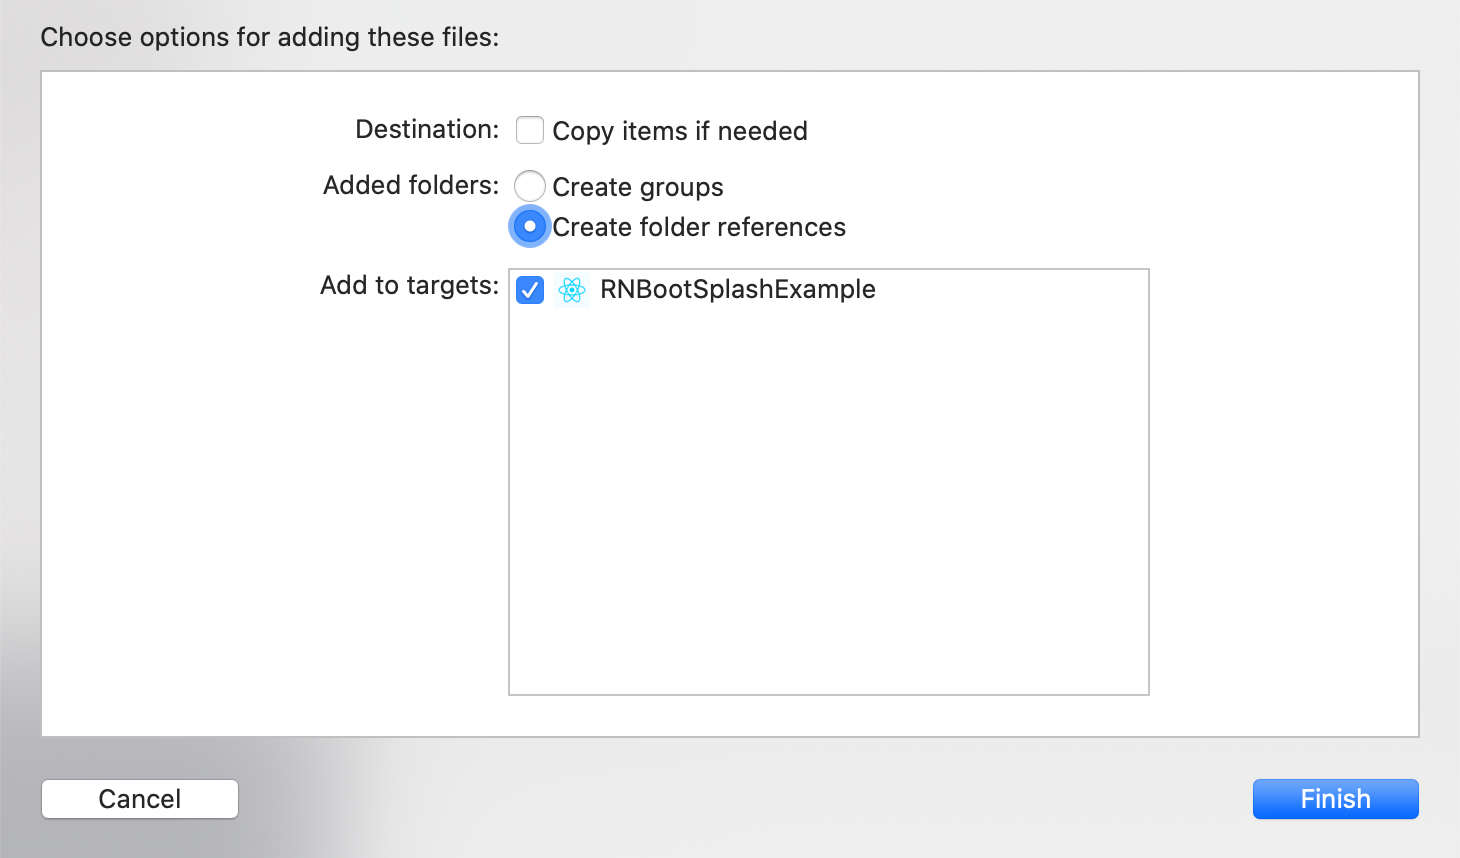 Choose options for adding these files:
Destination: Copy items if needed
Added folders: Create groups
Create folder references
Add to targets: RNBootSplashExample
Cancel Finish